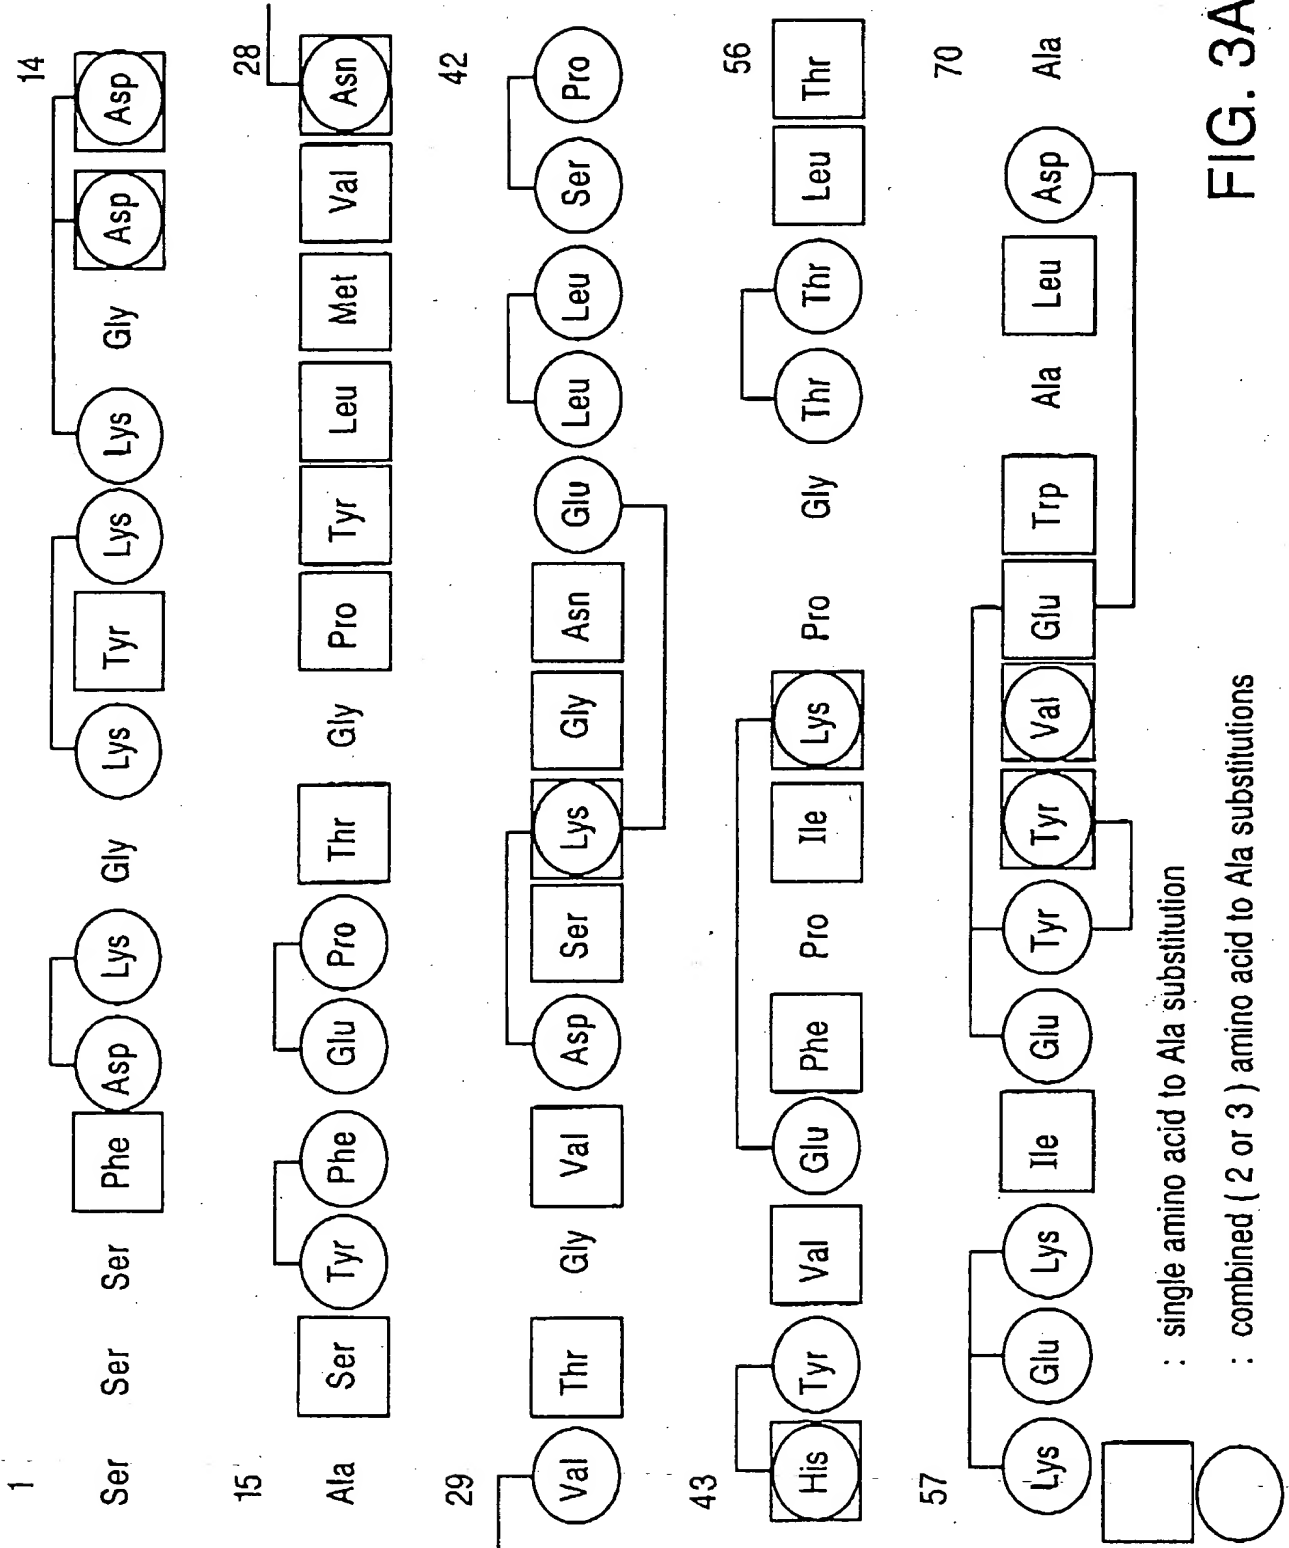 1 14
Ser Ser Ser Phe Asp Lys Gly Lys Tyr Lys Lys Gly Asp Asp
15 28
Ala Ser Tyr Phe Glu Pro Thr Gly Pro Tyr Leu Met Val Asn
29 42
Val Thr Gly Val Asp Ser Lys Gly Asn Glu Leu Leu Ser Pro
43 56
His Tyr Val Glu Phe Pro Ile Lys Pro Gly Thr Thr Leu Thr
57 70
Lys Glu Lys Ile Glu Tyr Tyr Val Glu Trp Ala Leu Asp Ala
: single amino acid to Ala substitution
: combined ( 2 or 3 ) amino acid to Ala substitutions
FIG. 3A